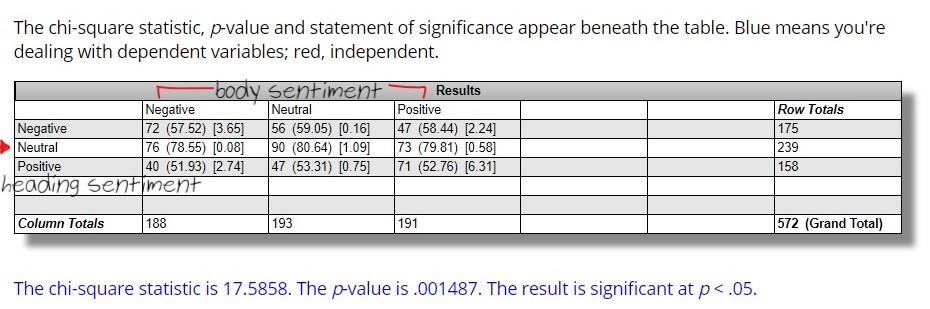 The chi-square statistic, p-value and statement of significance appear beneath the table. Blue means you're
dealing with dependent variables; red, independent.
body sentiment Results
Negative Neutral Positive Row Totals
Negative 72 (57.52) [3.65] 56 (59.05) [0.16] 47 (58.44) [2.24] 175
Neutral 76 (78.55) [0.08] 90 (80.64) [1.09] 73 (79.81) [0.58] 239
Positive 40 (51.93) [2.74] 47 (53.31) [0.75] 71 (52.76) [6.31] 158
heading sentiment
Column Totals 188 193 191 572 (Grand Total)
The chi-square statistic is 17.5858. The p-value is .001487. The result is significant at p < .05.